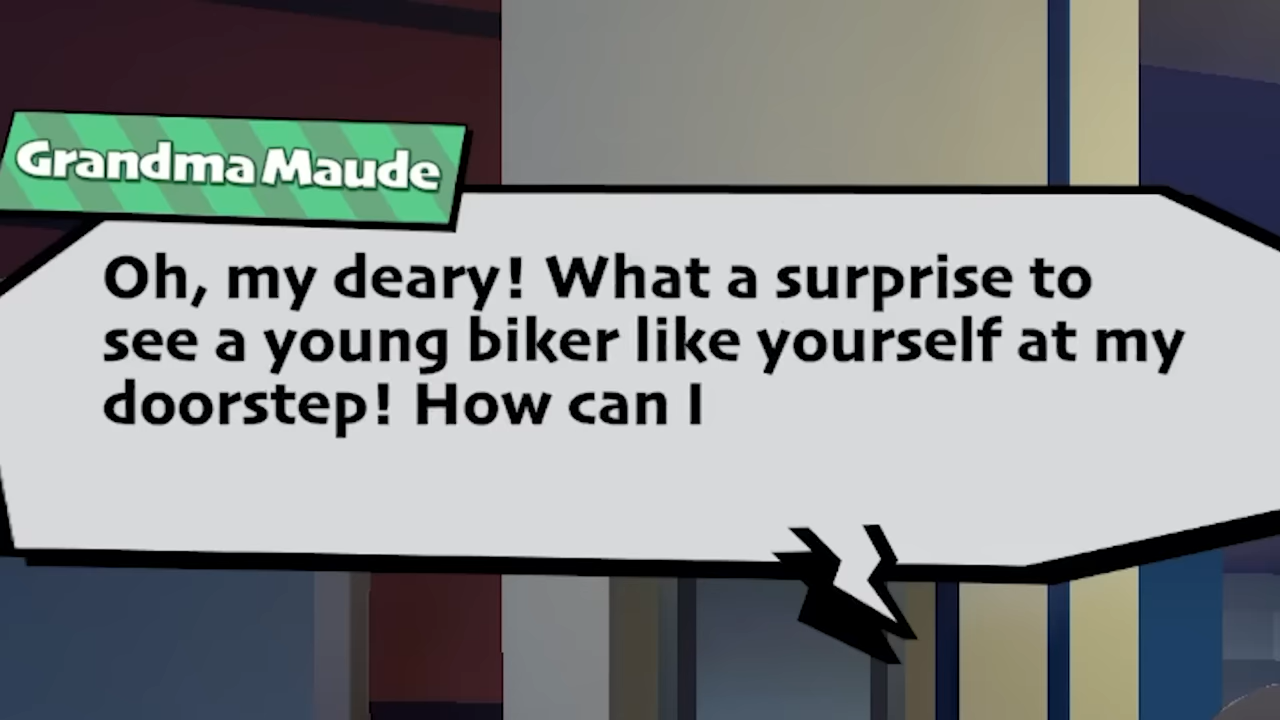 Grandma Maude
Oh, my deary! What a surprise to
see a young biker like yourself at my
doorstep! How can I